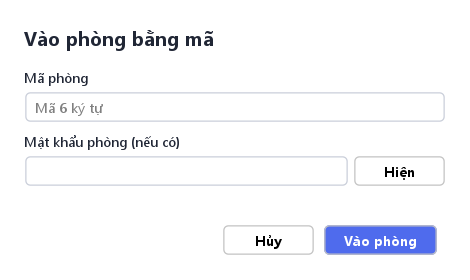 Vào phòng bằng mã
Mã phòng
Mã 6 ký tự
Mật khẩu phòng (nếu có)
Hiện
Hủy
Vào phòng